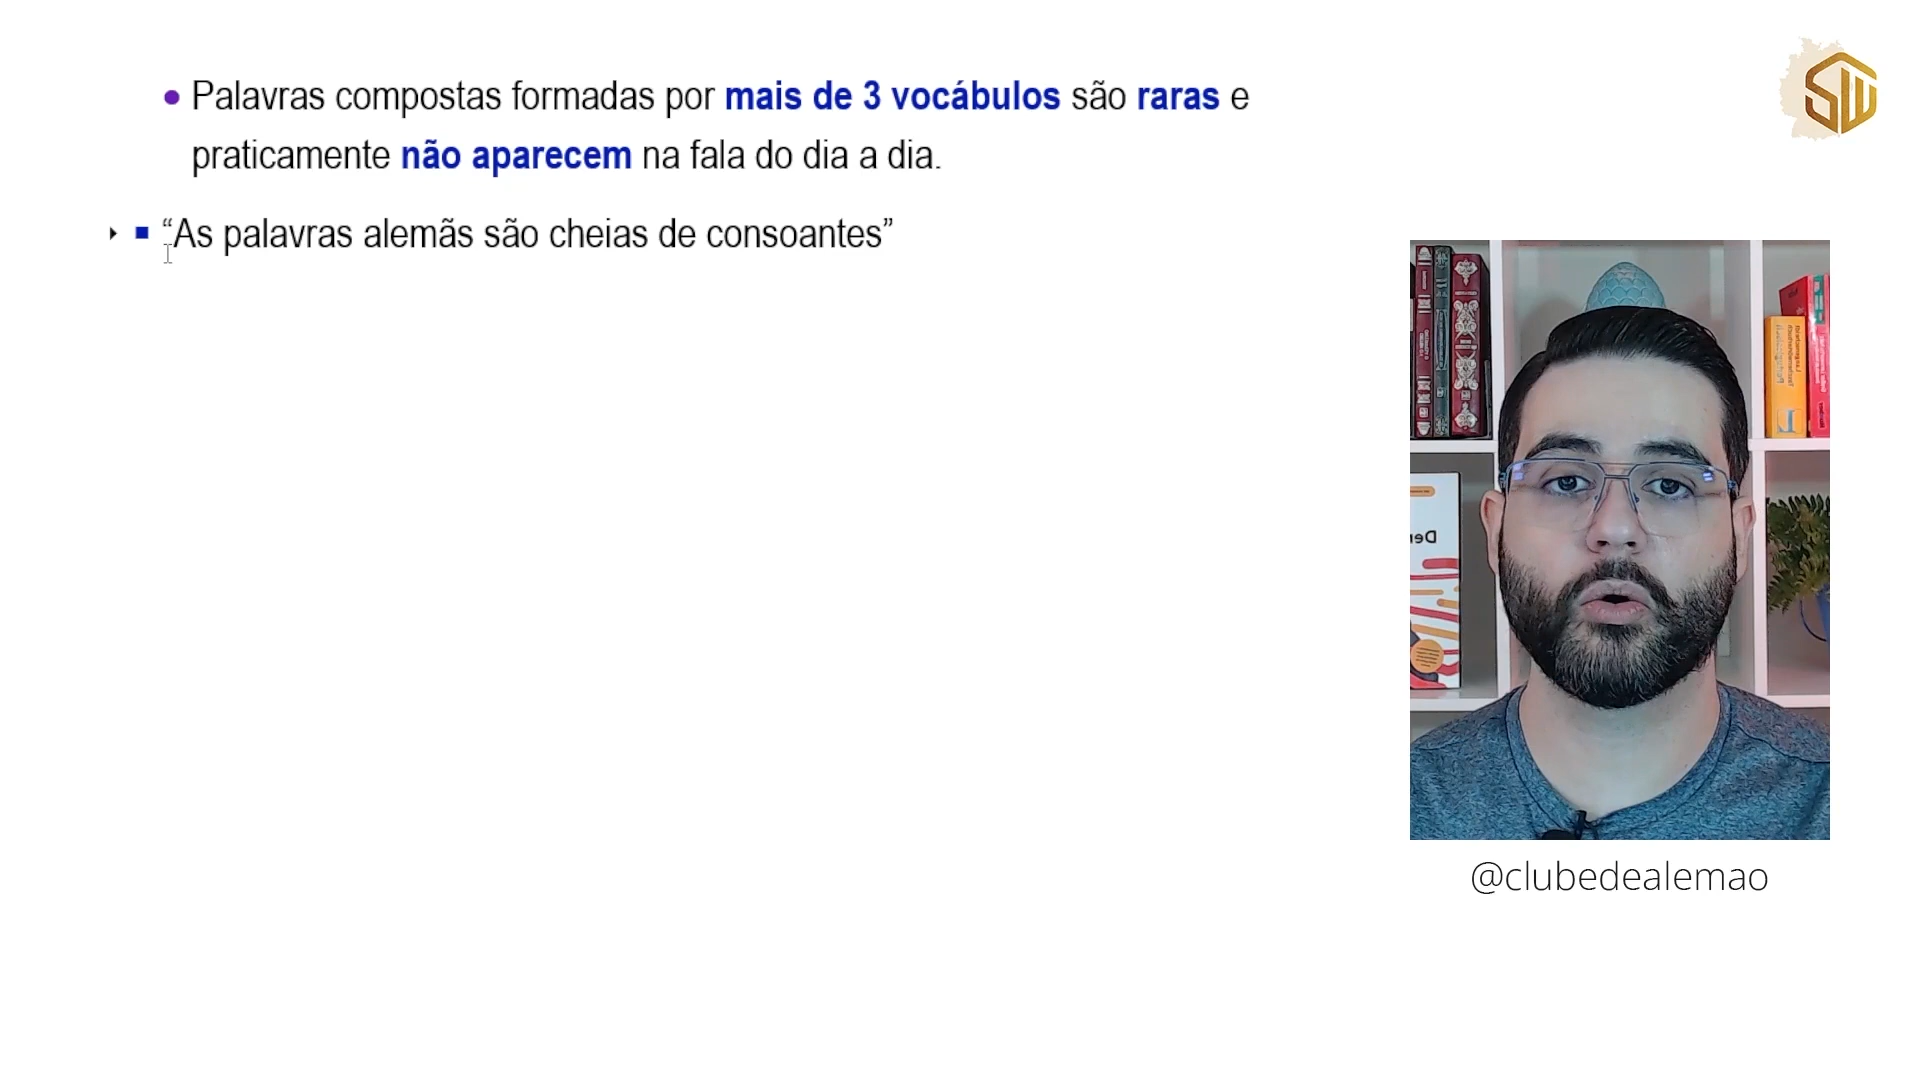 Palavras compostas formadas por mais de 3 vocábulos são raras e
praticamente não aparecem na fala do dia a dia.
“As palavras alemãs são cheias de consoantes”
Der
@clubedealemao